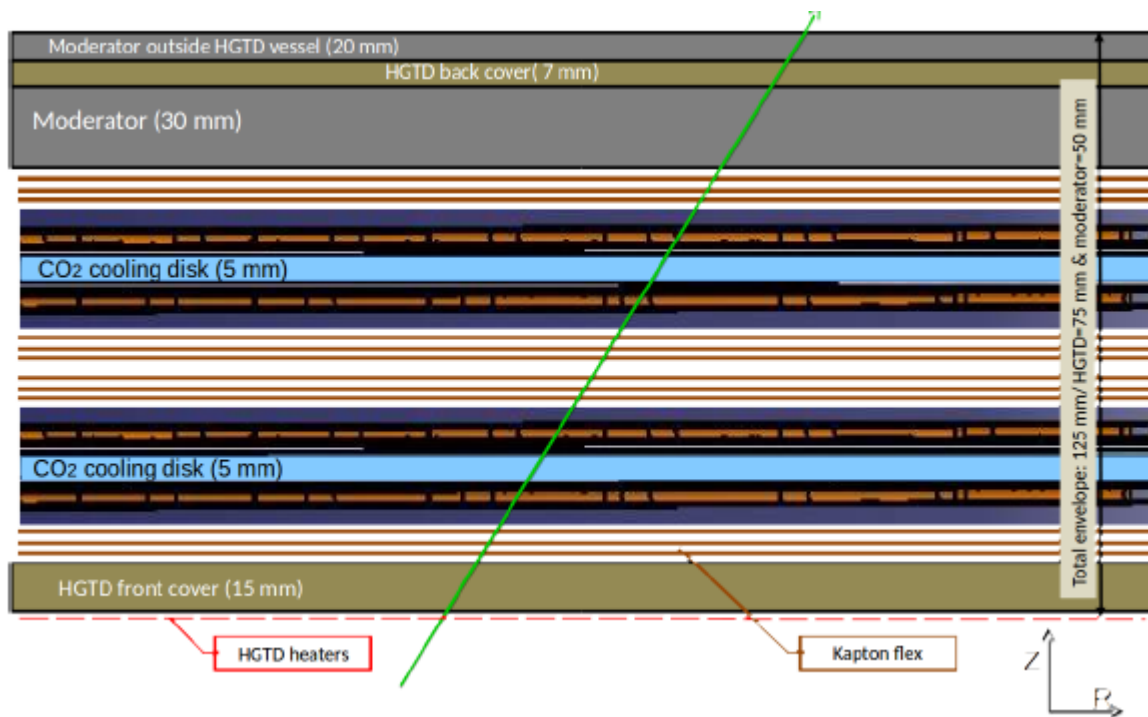 Moderator outside HGTD vessel (20 mm)
HGTD back cover( 7 mm)
Moderator (30 mm)
CO2 cooling disk (5 mm)
CO2 cooling disk (5 mm)
HGTD front cover (15 mm)
Total envelope: 125 mm/ HGTD=75 mm & moderator=50 mm
HGTD heaters
Kapton flex
Z
R